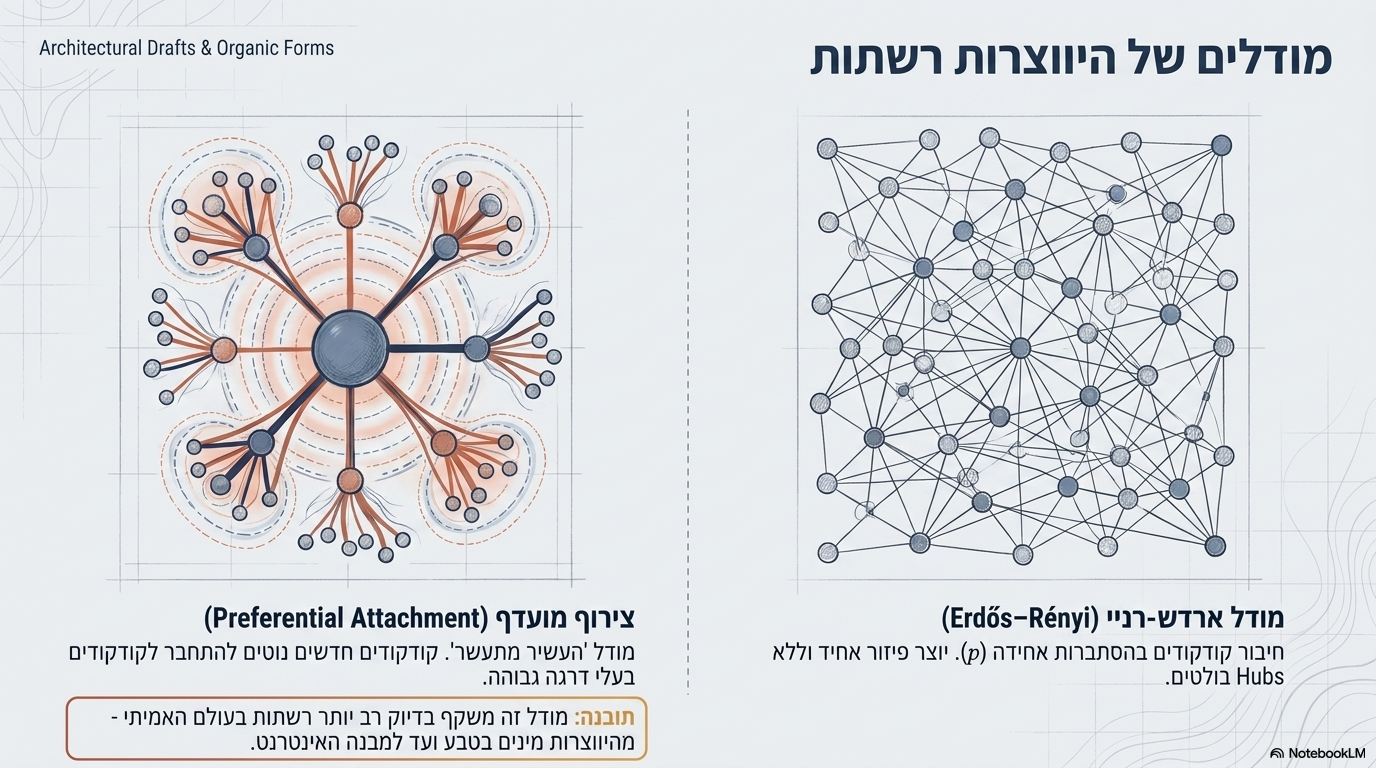 Architectural Drafts & Organic Forms
מודלים של היווצרות רשתות
מודל ארדש-רניי (Erdős–Rényi)
חיבור קודקודים בהסתברות אחידה (p). יוצר פיזור אחיד וללא
Hubs בולטים.
צירוף מועדף (Preferential Attachment)
מודל 'העשיר מתעשר'. קודקודים חדשים נוטים להתחבר לקודקודים
בעלי דרגה גבוהה.
תובנה: מודל זה משקף בדיוק רב יותר רשתות בעולם האמיתי -
מהיווצרות מינים בטבע ועד למבנה האינטרנט.
NotebookLM